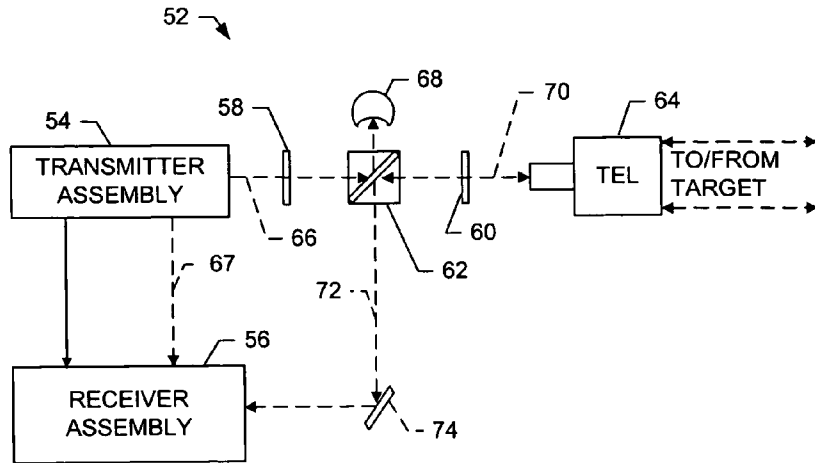 52
68
70
58
64
54
TRANSMITTER
ASSEMBLY
TEL
TO/FROM
TARGET
66
60
62
67
72
56
RECEIVER
ASSEMBLY
74